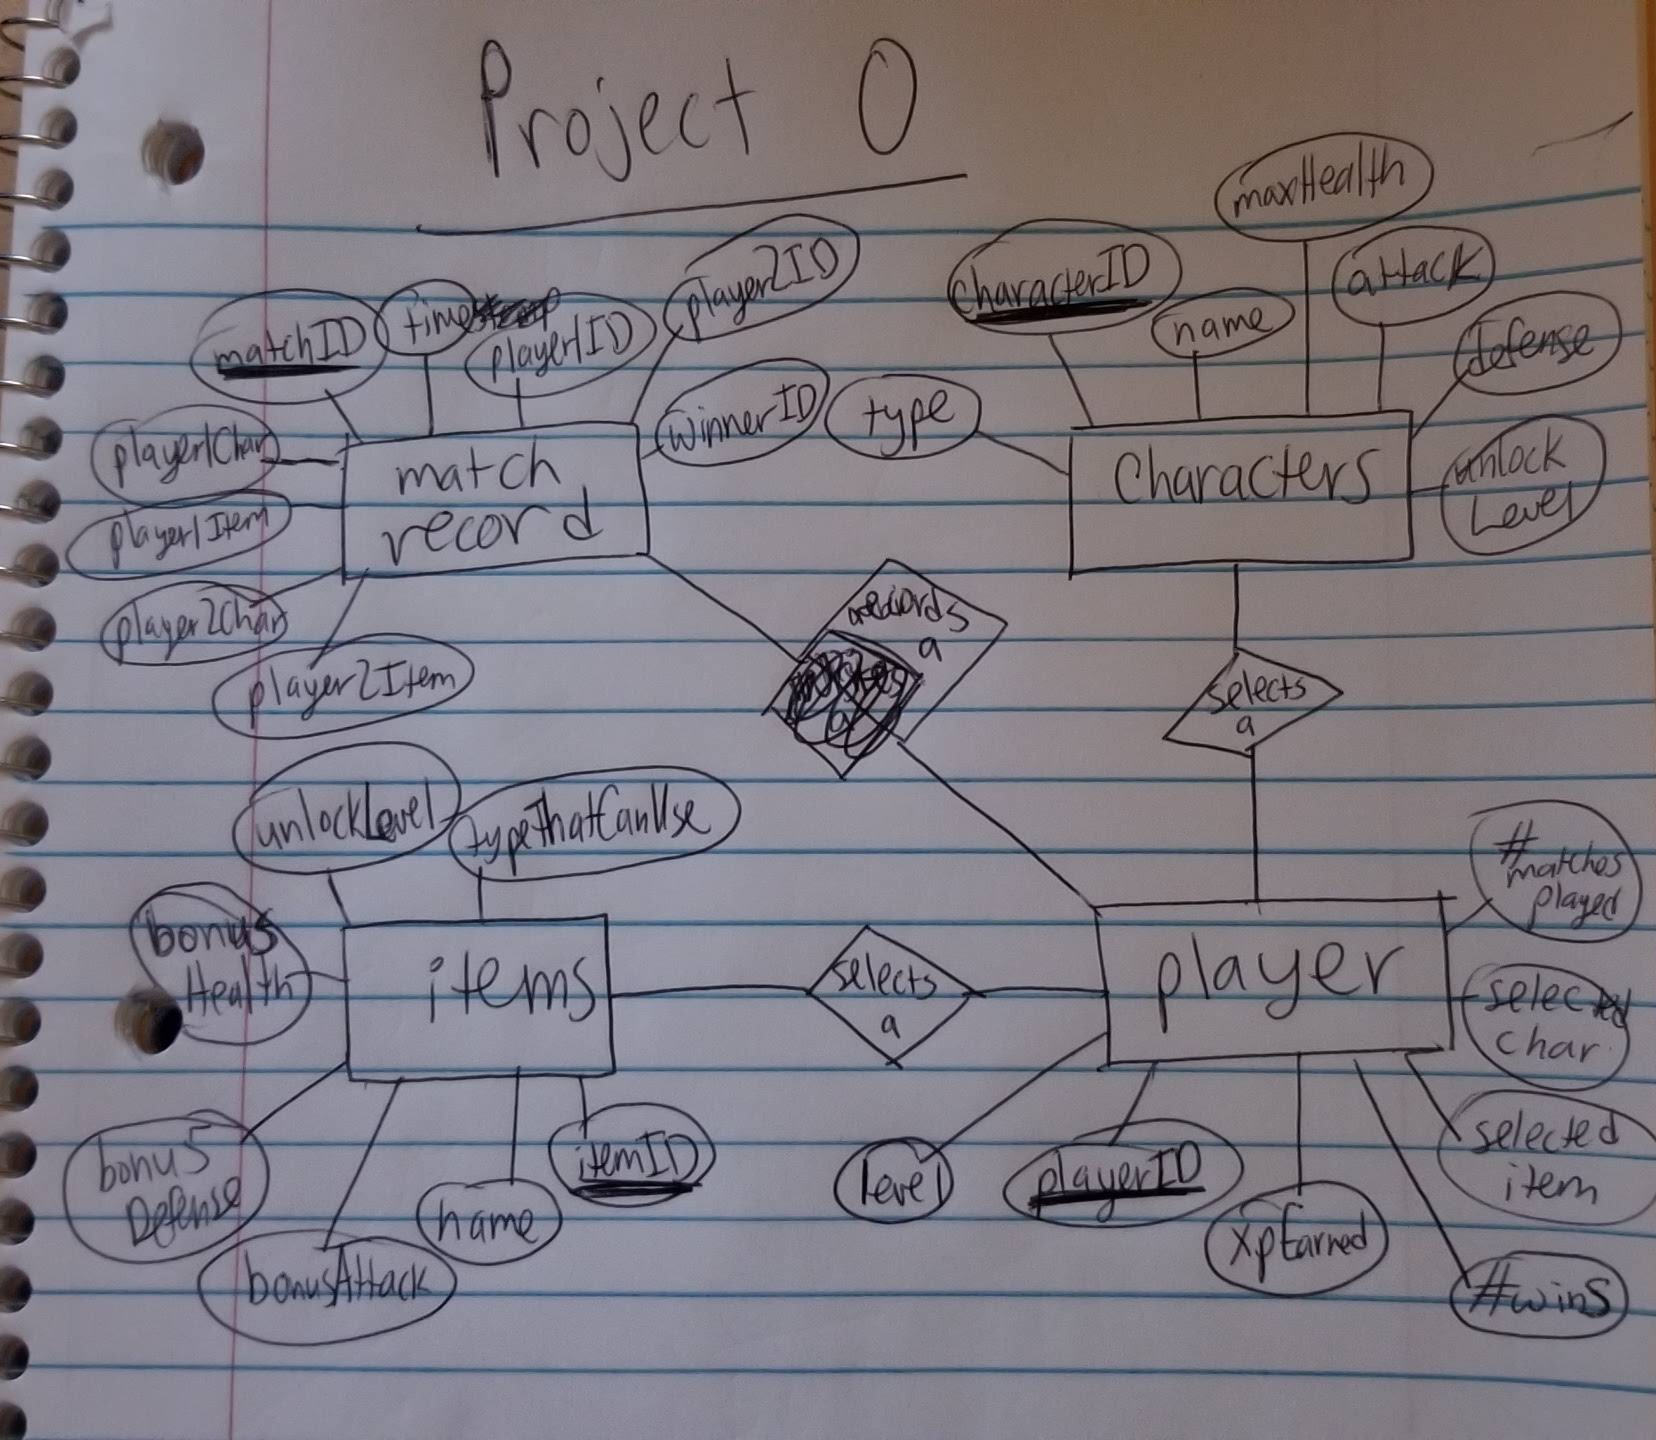 Project 0
maxHealth
player2ID
characterID
attack
matchID
time
player1ID
name
defense
winnerID
type
player1Char
match
record
Characters
unlock
Level
player1Item
player2Char
records
a
player2Item
selects
a
unlockLevel
typeThatCanUse
#
matches
played
bonus
Health
items
selects
a
player
selected
char
bonus
Defense
itemID
level
playerID
selected
item
name
xpEarned
bonusAttack
#wins